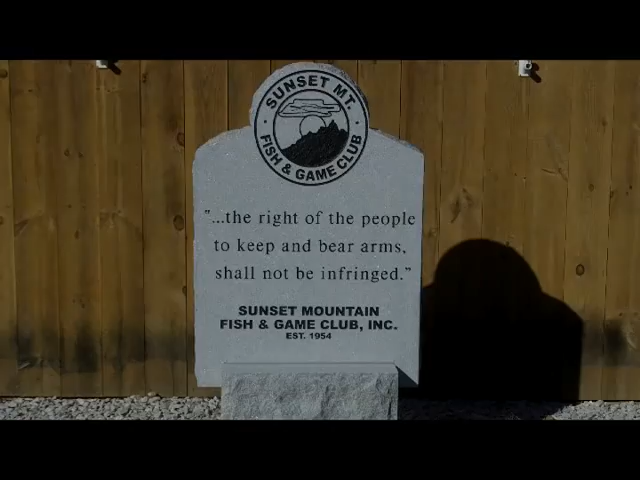 SUNSET MT.
FISH & GAME CLUB
"...the right of the people
to keep and bear arms,
shall not be infringed."
SUNSET MOUNTAIN
FISH & GAME CLUB, INC.
EST. 1954